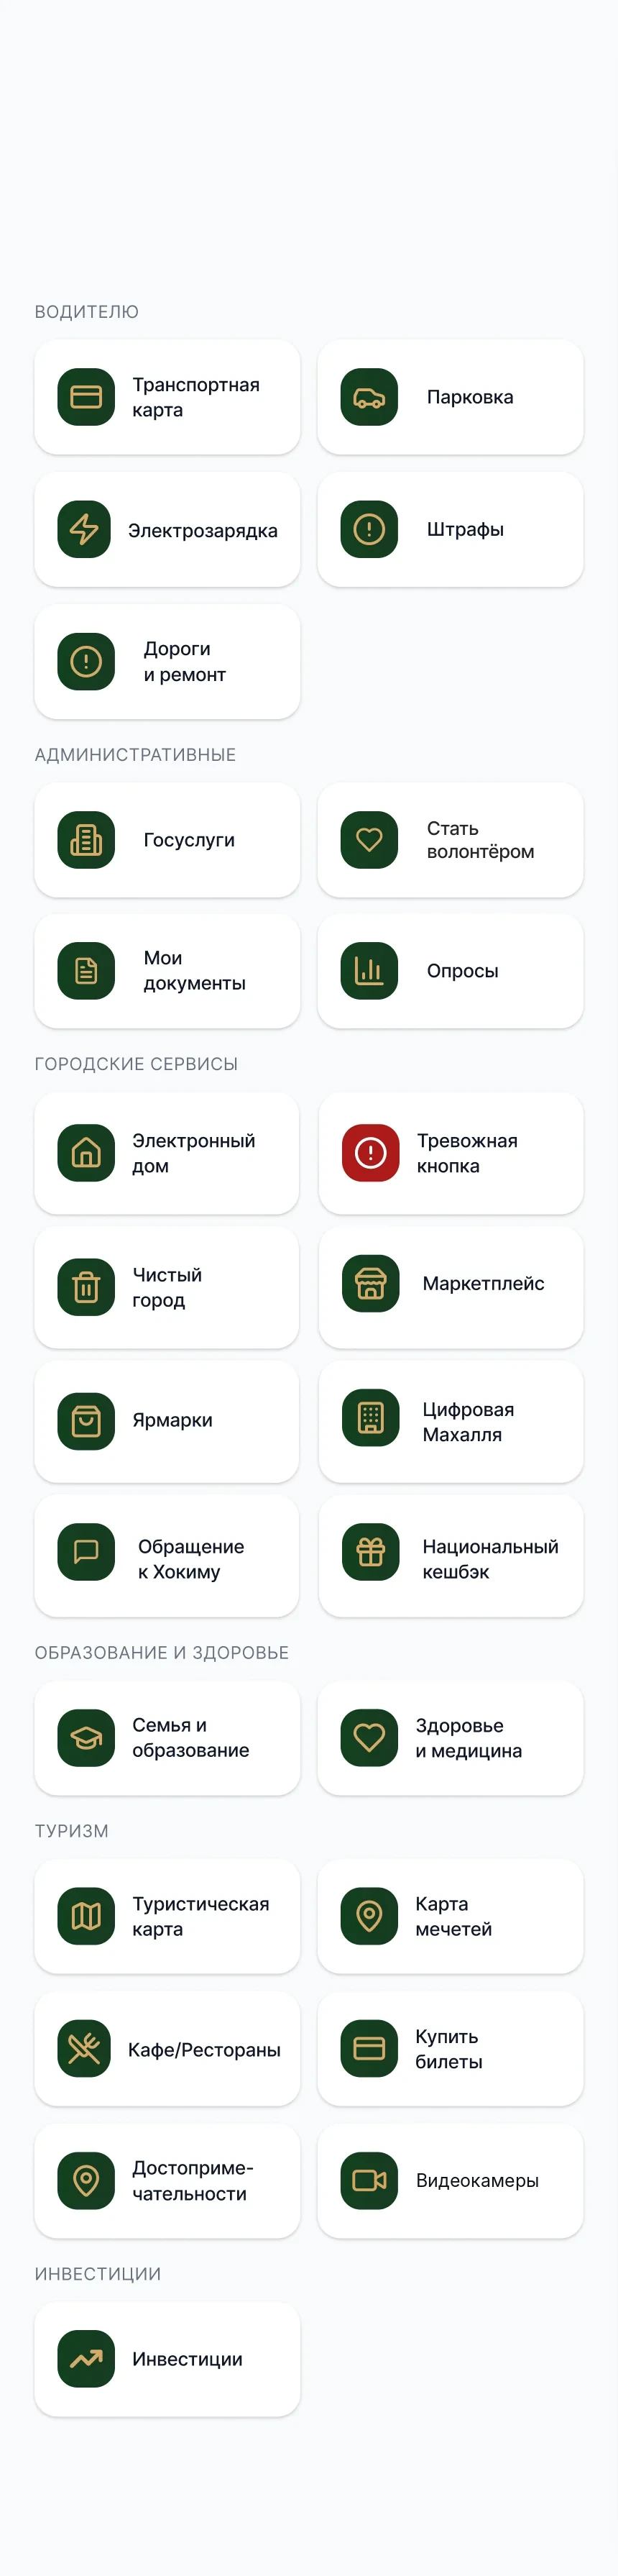 ВОДИТЕЛЮ
Транспортная
карта
Парковка
Электрозарядка
Штрафы
Дороги
и ремонт
АДМИНИСТРАТИВНЫЕ
Госуслуги
Стать
волонтёром
Мои
документы
Опросы
ГОРОДСКИЕ СЕРВИСЫ
Электронный
дом
Тревожная
кнопка
Чистый
город
Маркетплейс
Ярмарки
Цифровая
Махалля
Обращение
к Хокиму
Национальный
кешбэк
ОБРАЗОВАНИЕ И ЗДОРОВЬЕ
Семья и
образование
Здоровье
и медицина
ТУРИЗМ
Туристическая
карта
Карта
мечетей
Кафе/Рестораны
Купить
билеты
Достоприме-
чательности
Видеокамеры
ИНВЕСТИЦИИ
Инвестиции